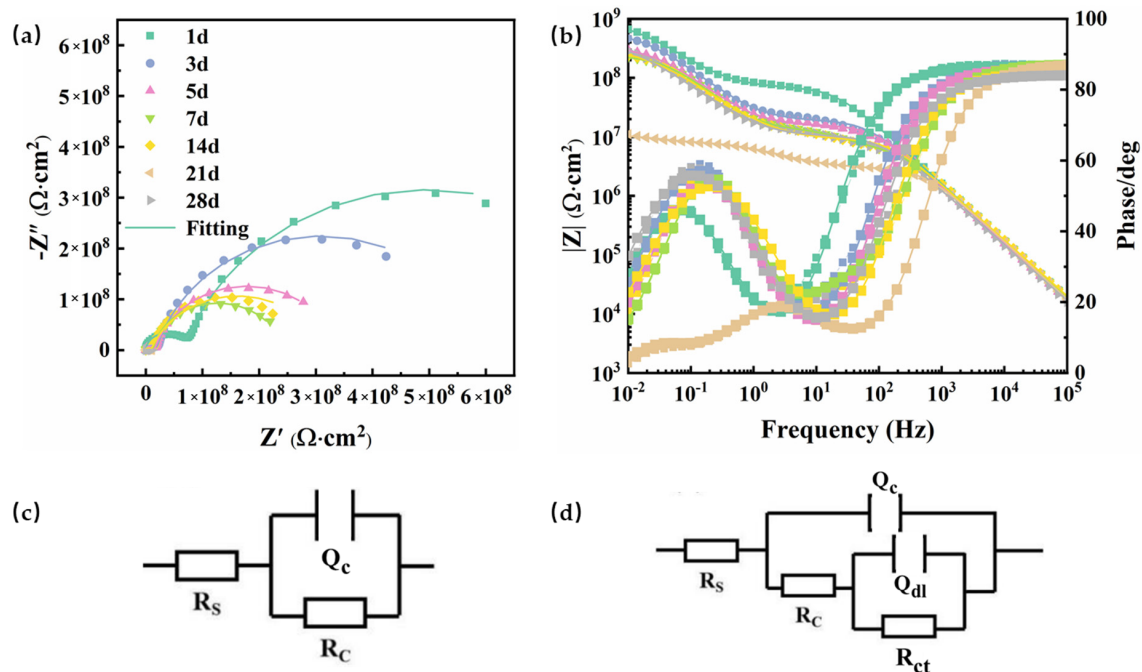 (a)
-Z″ (Ω·cm²)
6×10⁸
5×10⁸
4×10⁸
3×10⁸
2×10⁸
1×10⁸
0
1d
3d
5d
7d
14d
21d
28d
Fitting
0 1×10⁸ 2×10⁸ 3×10⁸ 4×10⁸ 5×10⁸ 6×10⁸
Z′ (Ω·cm²)
(b)
|Z| (Ω·cm²)
10⁹
10⁸
10⁷
10⁶
10⁵
10⁴
10³
100
80
60
40
20
0
Phase/deg
10⁻² 10⁻¹ 10⁰ 10¹ 10² 10³ 10⁴ 10⁵
Frequency (Hz)
(c)
Qc
RS
RC
(d)
Qc
RS
RC
Qdl
Rct